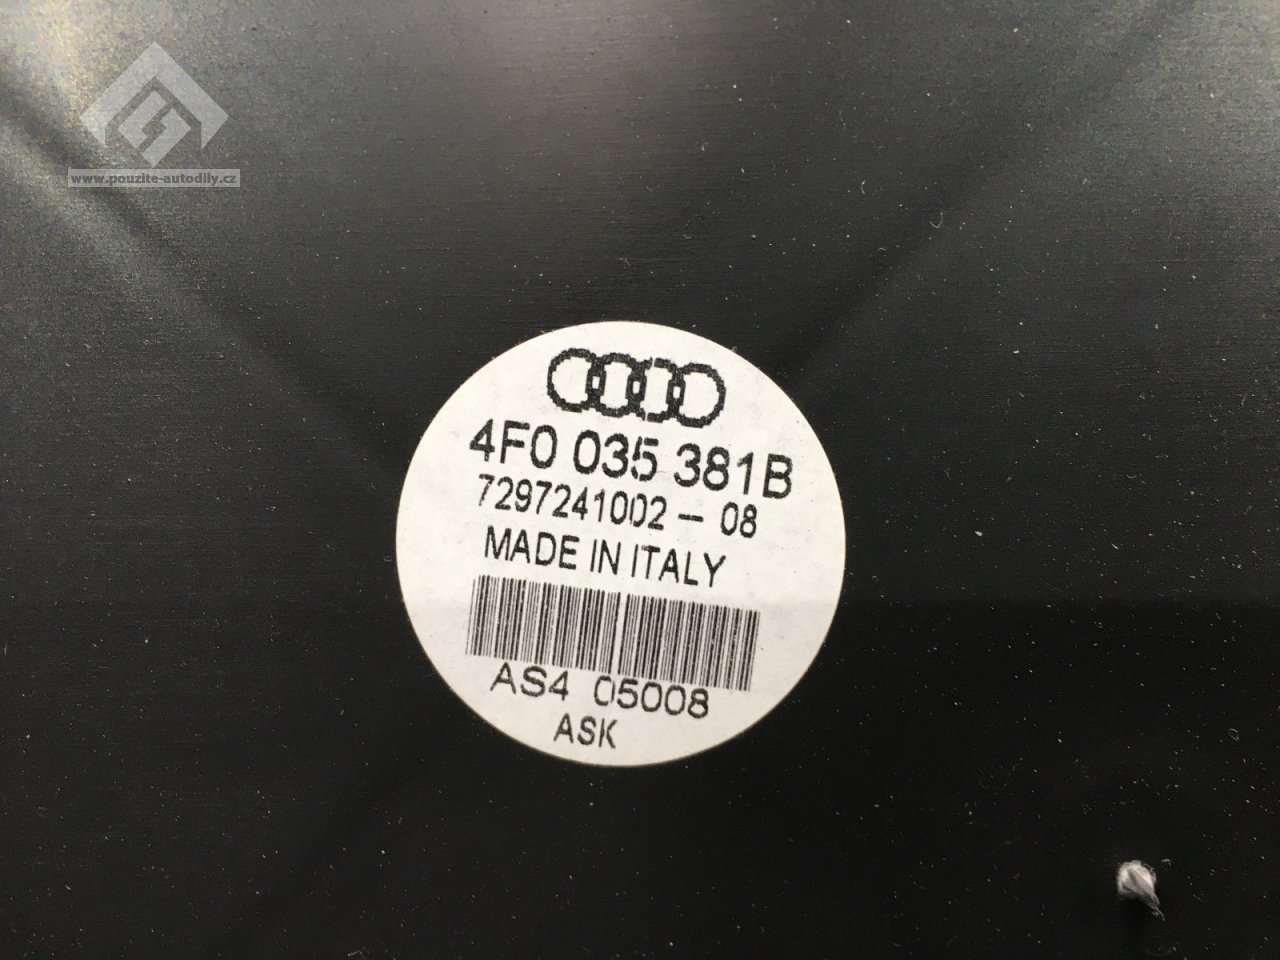 www.pouzite-autodily.cz
4F0 035 381B
7297241002 - 08
MADE IN ITALY
AS4 05008
ASK